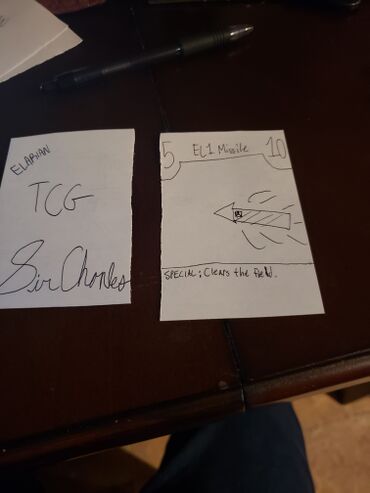 ELARIAN
TCG
Sir Charles
5 EL1 Missile 10
SPECIAL: Clears the field.